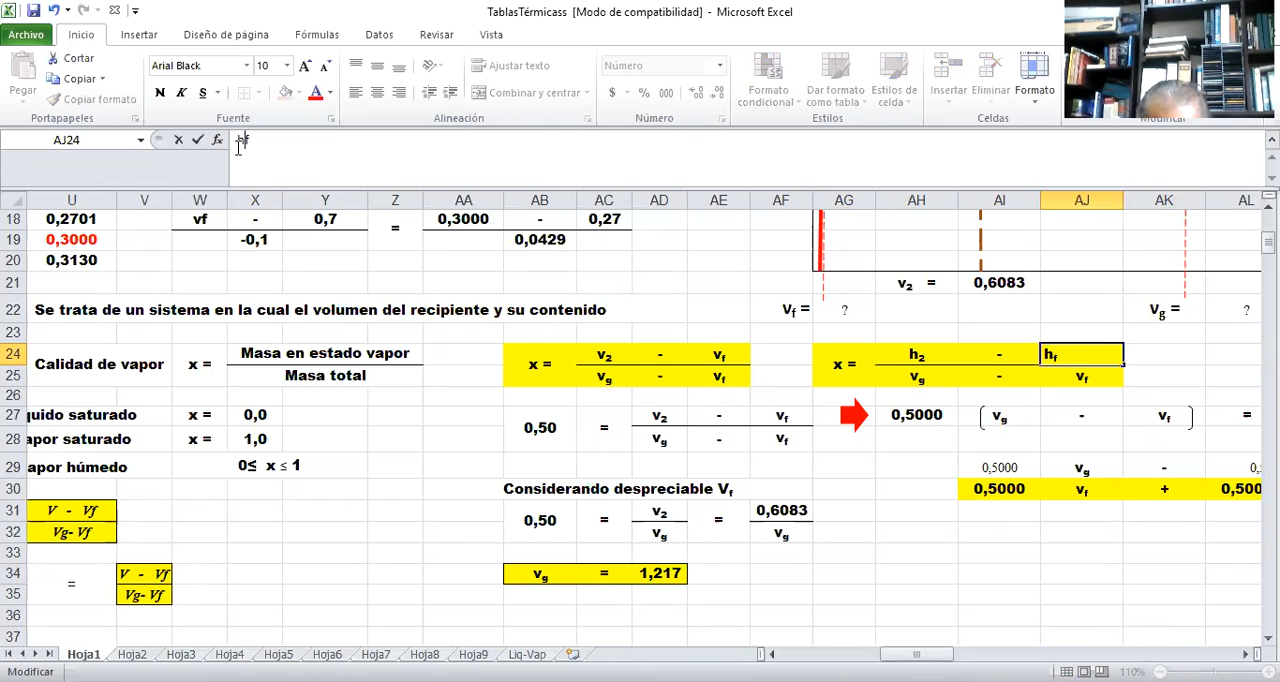 TablasTérmicass [Modo de compatibilidad] - Microsoft Excel
Archivo Inicio Insertar Diseño de página Fórmulas Datos Revisar Vista
Pegar Cortar Copiar Copiar formato
Arial Black 10
N K S
Ajustar texto
Combinar y centrar
Número
$ % 000
Formato condicional Dar formato como tabla Estilos de celda
Insertar Eliminar Formato
Portapapeles Fuente Alineación Número Estilos Celdas Modificar
AJ24 fx
U V W X Y Z AA AB AC AD AE AF AG AH AI AJ AK AL
18 0,2701 vf - 0,7 = 0,3000 - 0,27
19 0,3000 -0,1 0,0429
20 0,3130
21 v2 = 0,6083
22 Se trata de un sistema en la cual el volumen del recipiente y su contenido Vf = ? Vg = ?
23
24 Calidad de vapor x = Masa en estado vapor x = v2 - vf x = h2 - hf
25 Masa total vg - vf vg - vf
26
27 quido saturado x = 0,0 0,50 = v2 - vf 0,5000 ( vg - vf ) =
28 apor saturado x = 1,0 vg - vf
29 apor húmedo 0≤ x ≤ 1 0,5000 vg - 0,
30 Considerando despreciable Vf 0,5000 vf + 0,500
31 V - Vf 0,50 = v2 = 0,6083
32 Vg- Vf vg vg
33
34 = V - Vf vg = 1,217
35 Vg- Vf
36
37
Hoja1 Hoja2 Hoja3 Hoja4 Hoja5 Hoja6 Hoja7 Hoja8 Hoja9 Liq-Vap
Modificar 110%